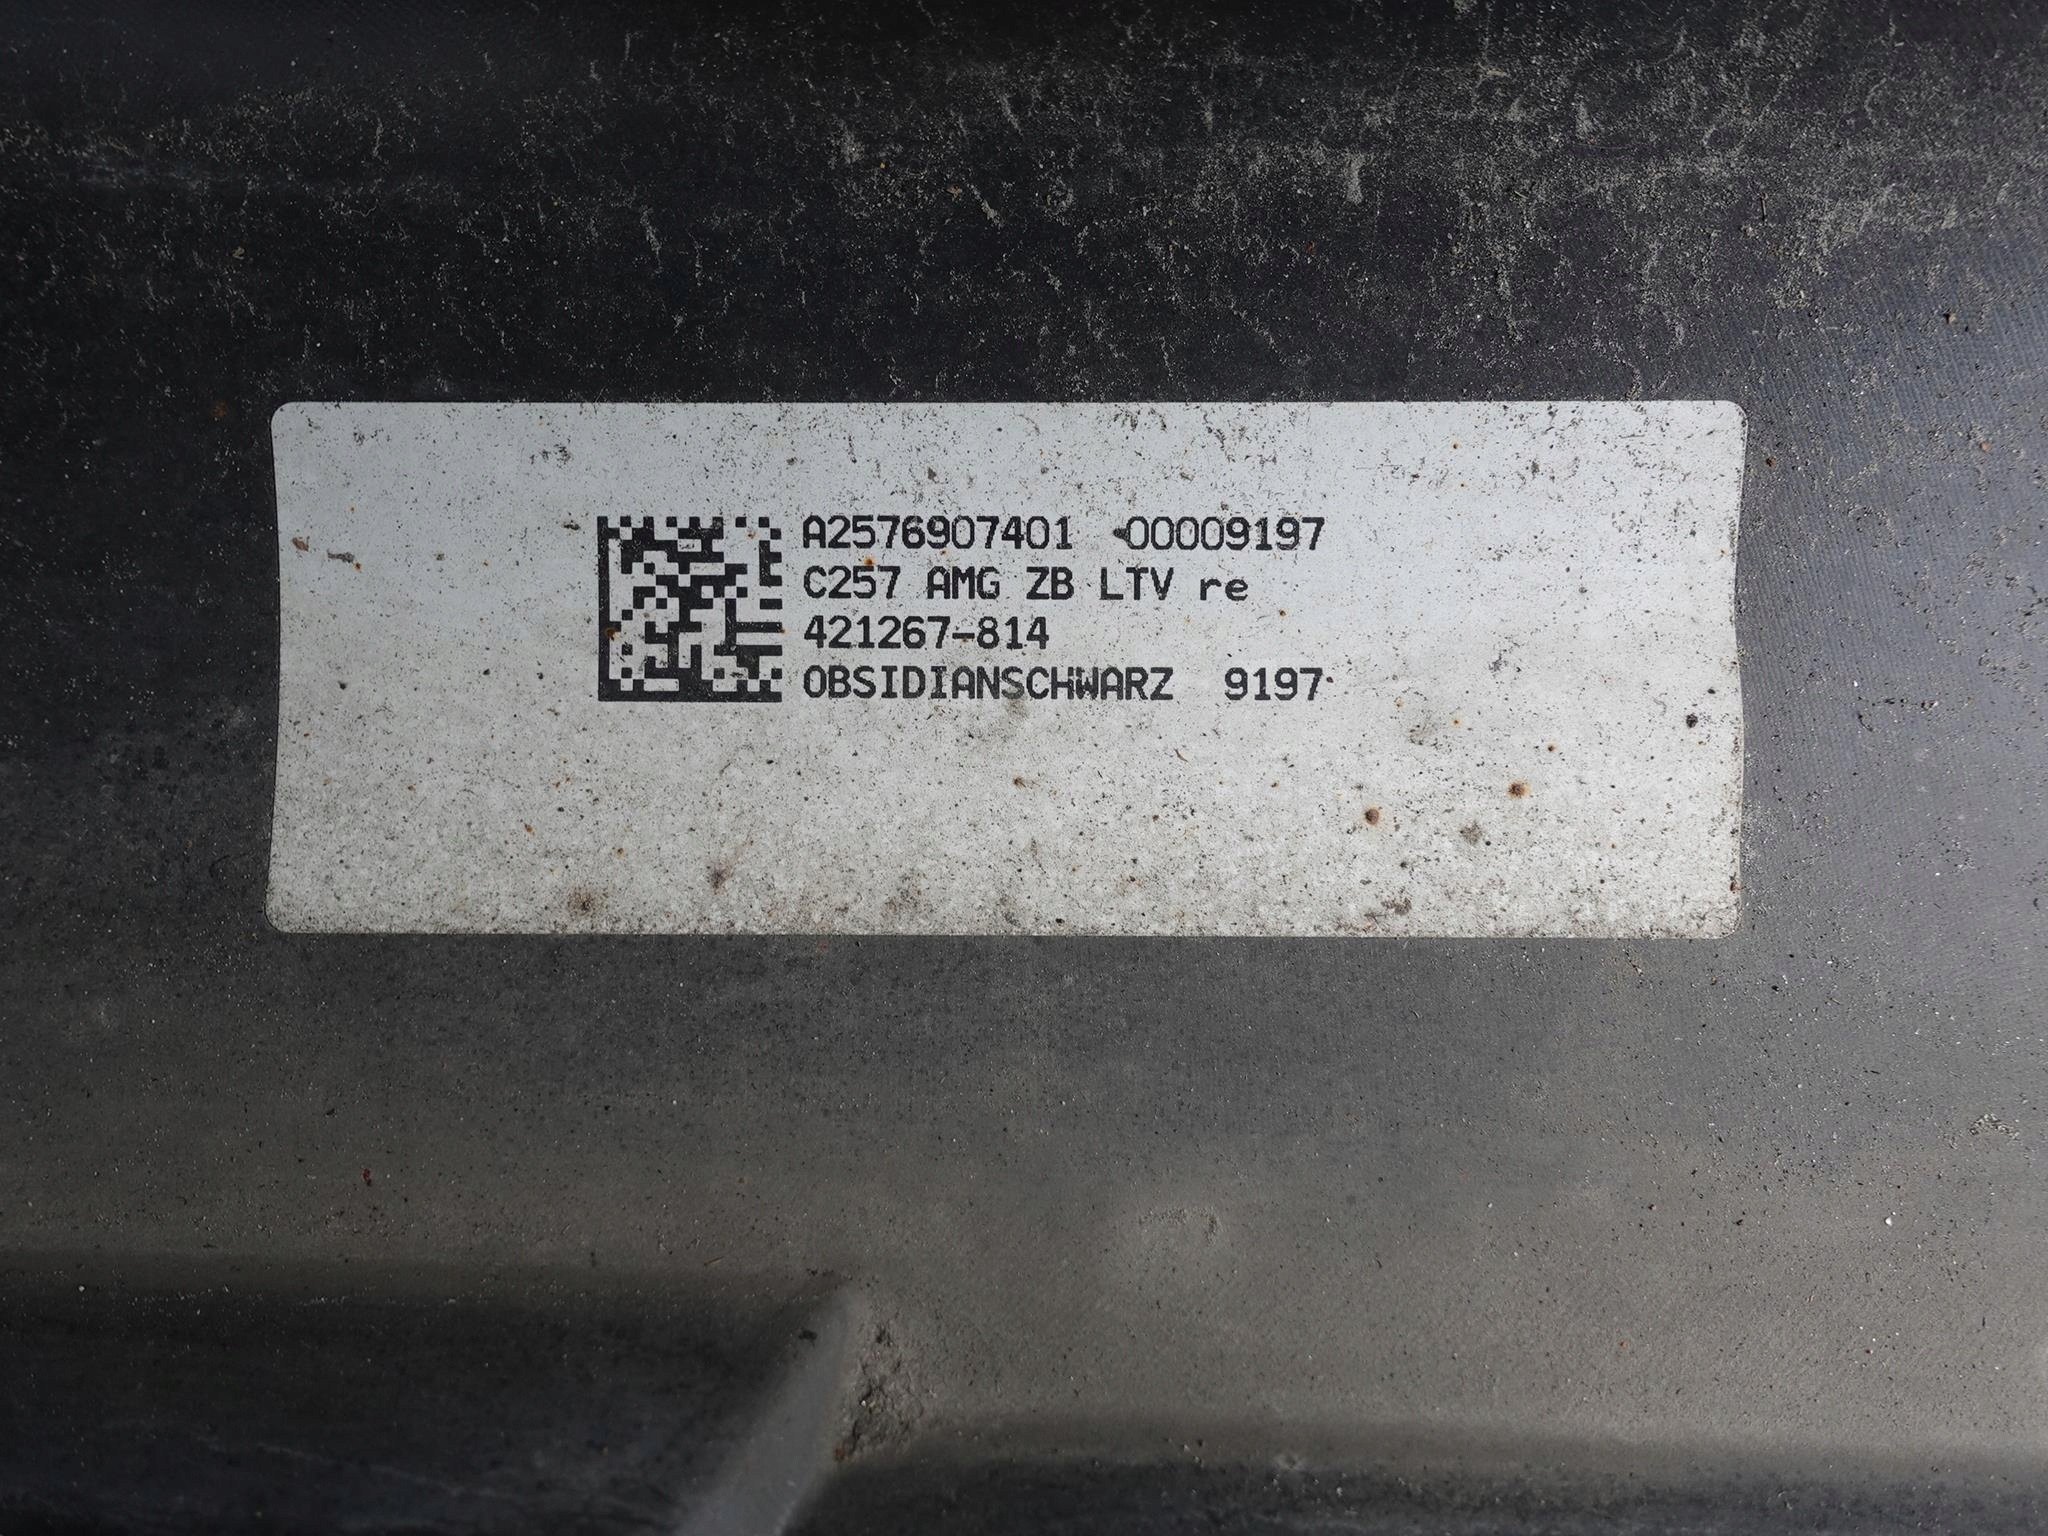 A2576907401 00009197
C257 AMG ZB LTV re
421267-814
OBSIDIANSCHWARZ 9197